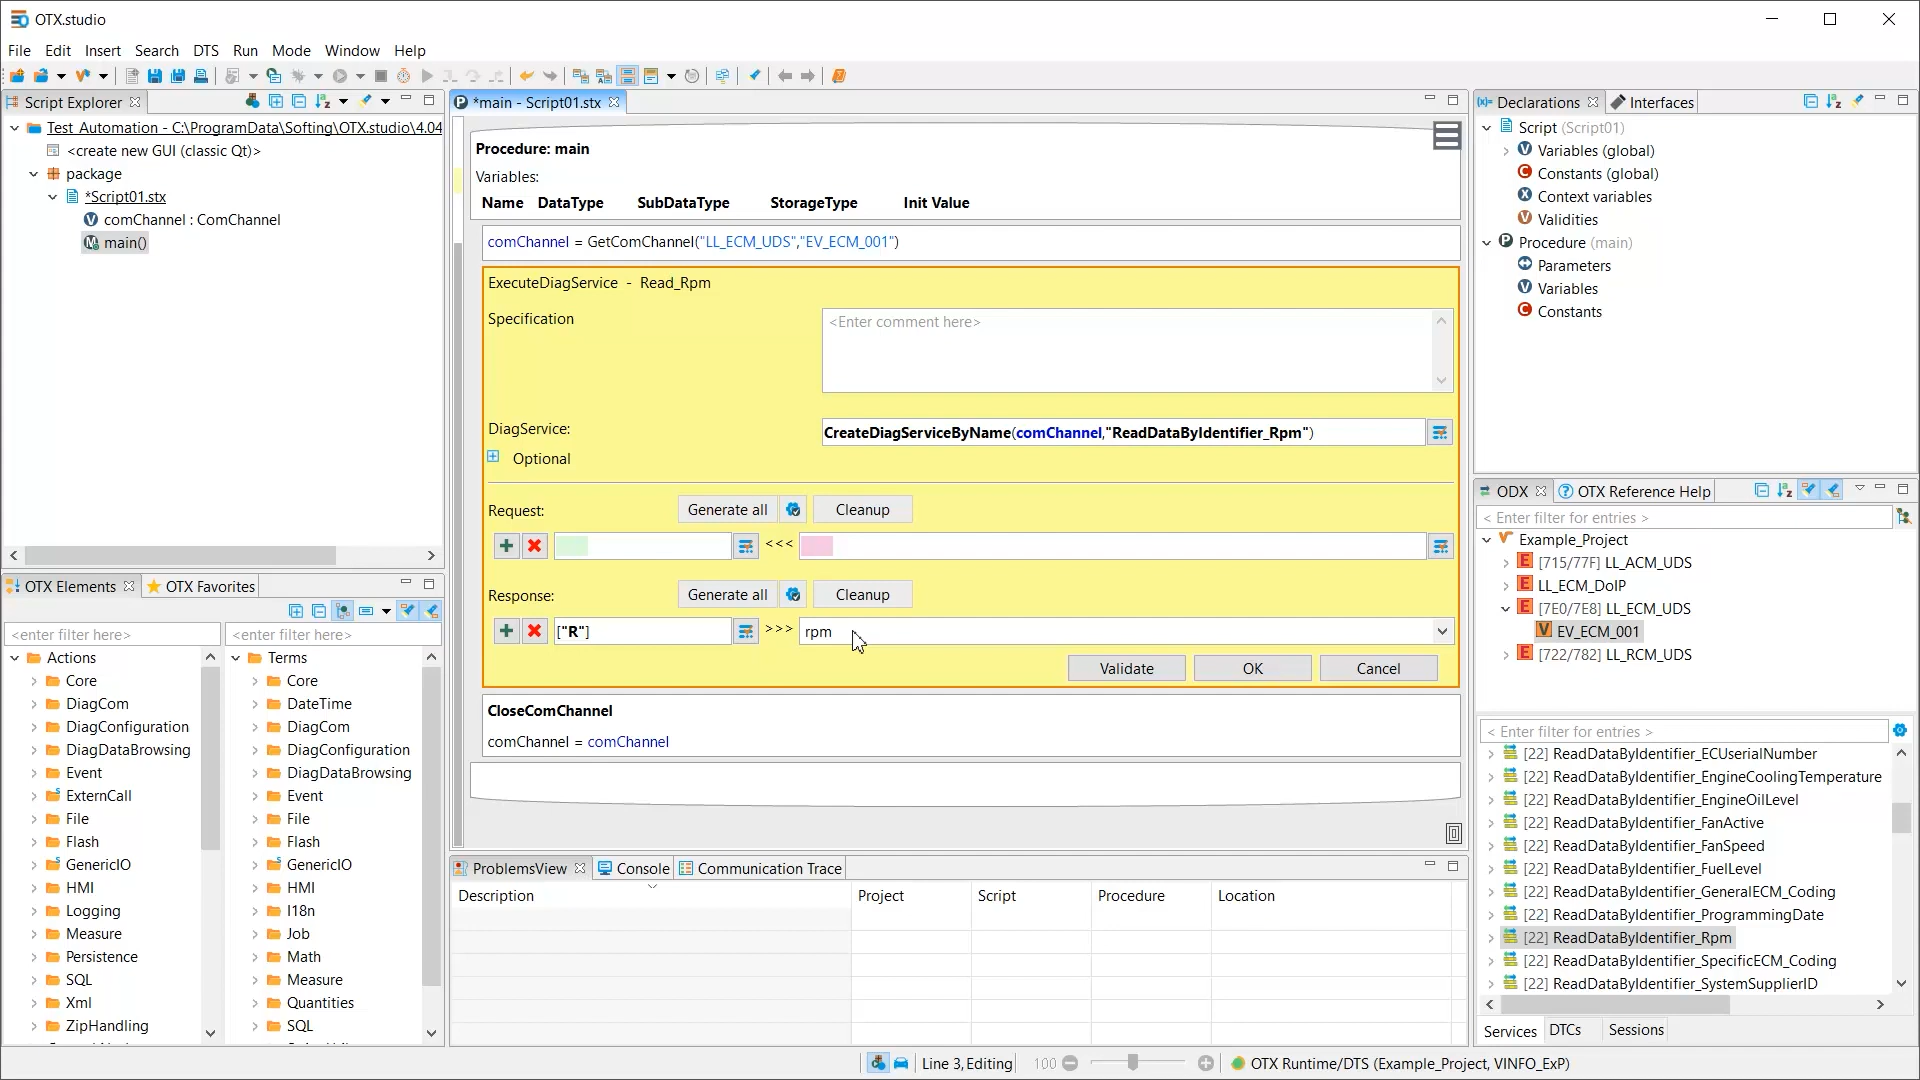 OTX.studio
File Edit Insert Search DTS Run Mode Window Help
Script Explorer
Test_Automation - C:\ProgramData\Softing\OTX.studio\4.04
<create new GUI (classic Qt)>
package
*Script01.stx
comChannel : ComChannel
main()
OTX Elements OTX Favorites
<enter filter here> <enter filter here>
Actions
Core
DiagCom
DiagConfiguration
DiagDataBrowsing
Event
ExternCall
File
Flash
GenericIO
HMI
Logging
Measure
Persistence
SQL
Xml
ZipHandling
Terms
Core
DateTime
DiagCom
DiagConfiguration
DiagDataBrowsing
Event
File
Flash
GenericIO
HMI
I18n
Job
Math
Measure
Quantities
SQL
*main - Script01.stx
Procedure: main
Variables:
Name DataType SubDataType StorageType Init Value
comChannel = GetComChannel("LL_ECM_UDS","EV_ECM_001")
ExecuteDiagService - Read_Rpm
Specification
<Enter comment here>
DiagService:
CreateDiagServiceByName(comChannel,"ReadDataByIdentifier_Rpm")
Optional
Request: Generate all Cleanup
<<<
Response: Generate all Cleanup
["R"] >>> rpm
Validate OK Cancel
CloseComChannel
comChannel = comChannel
ProblemsView Console Communication Trace
Description Project Script Procedure Location
Declarations Interfaces
Script (Script01)
Variables (global)
Constants (global)
Context variables
Validities
Procedure (main)
Parameters
Variables
Constants
ODX OTX Reference Help
< Enter filter for entries >
Example_Project
[715/77F] LL_ACM_UDS
LL_ECM_DoIP
[7E0/7E8] LL_ECM_UDS
EV_ECM_001
[722/782] LL_RCM_UDS
< Enter filter for entries >
[22] ReadDataByIdentifier_ECUserialNumber
[22] ReadDataByIdentifier_EngineCoolingTemperature
[22] ReadDataByIdentifier_EngineOilLevel
[22] ReadDataByIdentifier_FanActive
[22] ReadDataByIdentifier_FanSpeed
[22] ReadDataByIdentifier_FuelLevel
[22] ReadDataByIdentifier_GeneralECM_Coding
[22] ReadDataByIdentifier_ProgrammingDate
[22] ReadDataByIdentifier_Rpm
[22] ReadDataByIdentifier_SpecificECM_Coding
[22] ReadDataByIdentifier_SystemSupplierID
Services DTCs Sessions
Line 3,Editing 100 OTX Runtime/DTS (Example_Project, VINFO_ExP)